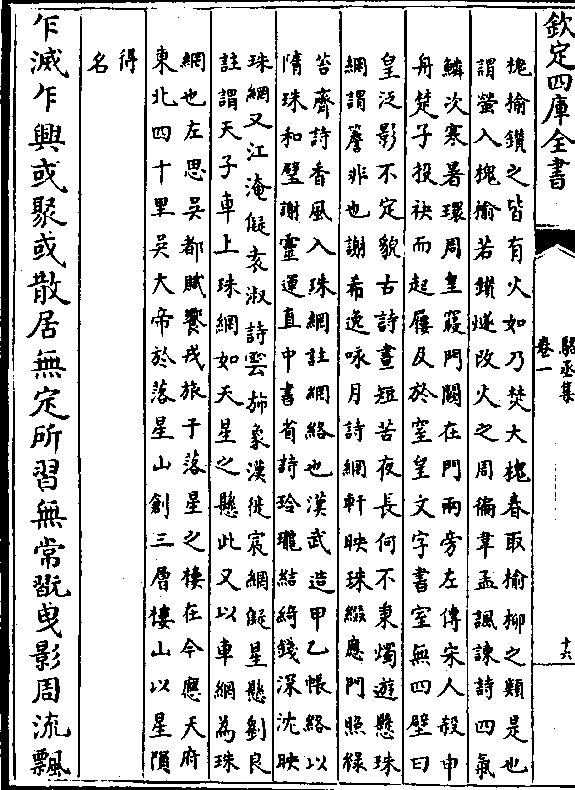 欽定四庫全書
駱丞集
卷一
十六
槐榆鑚之皆有火如乃焚大槐春取榆柳之類是也
謂螢入槐榆若鑚燧改火之周徧韋孟諷諫詩四氣
鱗次寒暑環周皇寢門闕在門兩旁左傳宋人殺申
舟楚子投袂而起屨及於窒皇文字書室無四壁曰
皇泛影不定貌古詩晝短苦夜長何不秉燭遊懸珠
網謂簷非也謝希逸咏月詩網軒映珠綴應門照綠
苔齊詩香風入珠網註網絡也漢武造甲乙帳絡以
隋珠和璧謝靈運直中書省詩玲瓏結綺錢深沈映
珠網又江淹儗袁淑詩雲斾象漢徙宸網儗星懸劉良
註謂天子車上珠網如天星之懸此又以車網為珠
網也左思吳都賦饗戎旅于落星之樓在今應天府
東北四十里吳大帝於落星山創三層樓山以星隕
得
名
乍滅乍興或聚或散居無定所習無常翫曳影周流飄